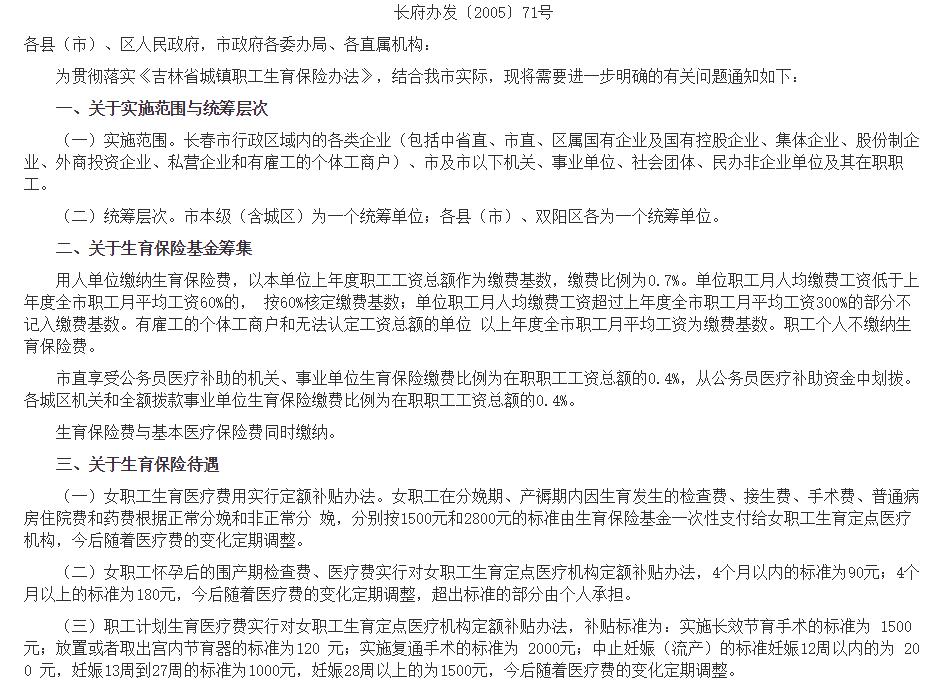 长府办发〔2005〕71号
各县（市）、区人民政府，市政府各委办局、各直属机构：
为贯彻落实《吉林省城镇职工生育保险办法》，结合我市实际，现将需要进一步明确的有关问题通知如下：
一、关于实施范围与统筹层次
（一）实施范围。长春市行政区域内的各类企业（包括中省直、市直、区属国有企业及国有控股企业、集体企业、股份制企
业、外商投资企业、私营企业和有雇工的个体工商户）、市及市以下机关、事业单位、社会团体、民办非企业单位及其在职职
工。
（二）统筹层次。市本级（含城区）为一个统筹单位；各县（市）、双阳区各为一个统筹单位。
二、关于生育保险基金筹集
用人单位缴纳生育保险费，以本单位上年度职工工资总额作为缴费基数，缴费比例为0.7%。单位职工月人均缴费工资低于上
年度全市职工月平均工资60%的， 按60%核定缴费基数；单位职工月人均缴费工资超过上年度全市职工月平均工资300%的部分不
记入缴费基数。有雇工的个体工商户和无法认定工资总额的单位 以上年度全市职工月平均工资为缴费基数。职工个人不缴纳生
育保险费。
市直享受公务员医疗补助的机关、事业单位生育保险缴费比例为在职职工工资总额的0.4%，从公务员医疗补助资金中划拨。
各城区机关和全额拨款事业单位生育保险缴费比例为在职职工工资总额的0.4%。
生育保险费与基本医疗保险费同时缴纳。
三、关于生育保险待遇
（一）女职工生育医疗费用实行定额补贴办法。女职工在分娩期、产褥期内因生育发生的检查费、接生费、手术费、普通病
房住院费和药费根据正常分娩和非正常分 娩，分别按1500元和2800元的标准由生育保险基金一次性支付给女职工生育定点医疗
机构，今后随着医疗费的变化定期调整。
（二）女职工怀孕后的围产期检查费、医疗费实行对女职工生育定点医疗机构定额补贴办法，4个月以内的标准为90元；4个
月以上的标准为180元，今后随着医疗费的变化定期调整，超出标准的部分由个人承担。
（三）职工计划生育医疗费实行对女职工生育定点医疗机构定额补贴办法，补贴标准为：实施长效节育手术的标准为 1500
元；放置或者取出宫内节育器的标准为120 元；实施复通手术的标准为 2000元；中止妊娠（流产）的标准妊娠12周以内的为 20
0 元，妊娠13周到27周的标准为1000元，妊娠28周以上的为1500元，今后随着医疗费的变化定期调整。